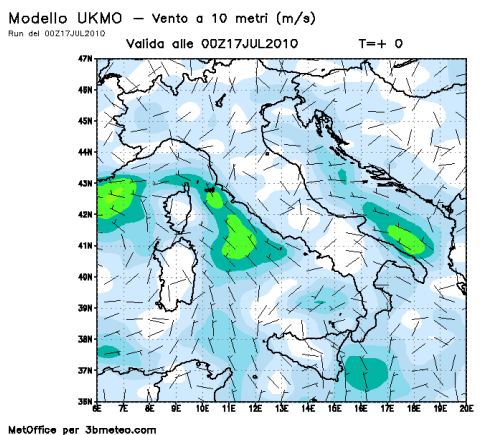 Modello UKMO – Vento a 10 metri (m/s)
Run del 00Z17JUL2010
Valida alle 00Z17JUL2010 T=+ 0
47N
46N
45N
44N
43N
42N
41N
40N
39N
38N
37N
36N
6E 7E 8E 9E 10E 11E 12E 13E 14E 15E 16E 17E 18E 19E 20E
MetOffice per 3bmeteo.com